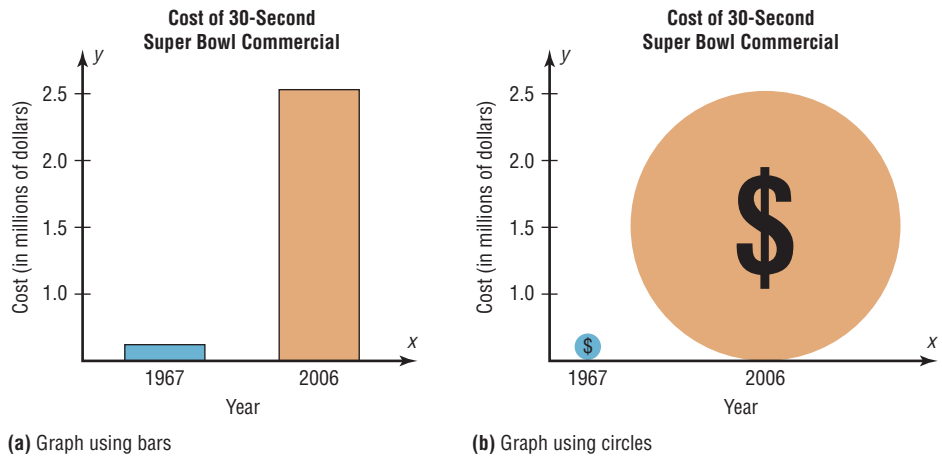 Cost of 30-Second
Super Bowl Commercial
y
Cost (in millions of dollars)
2.5
2.0
1.5
1.0
x
1967
2006
Year
(a) Graph using bars
Cost of 30-Second
Super Bowl Commercial
y
Cost (in millions of dollars)
2.5
2.0
1.5
1.0
$
$
x
1967
2006
Year
(b) Graph using circles